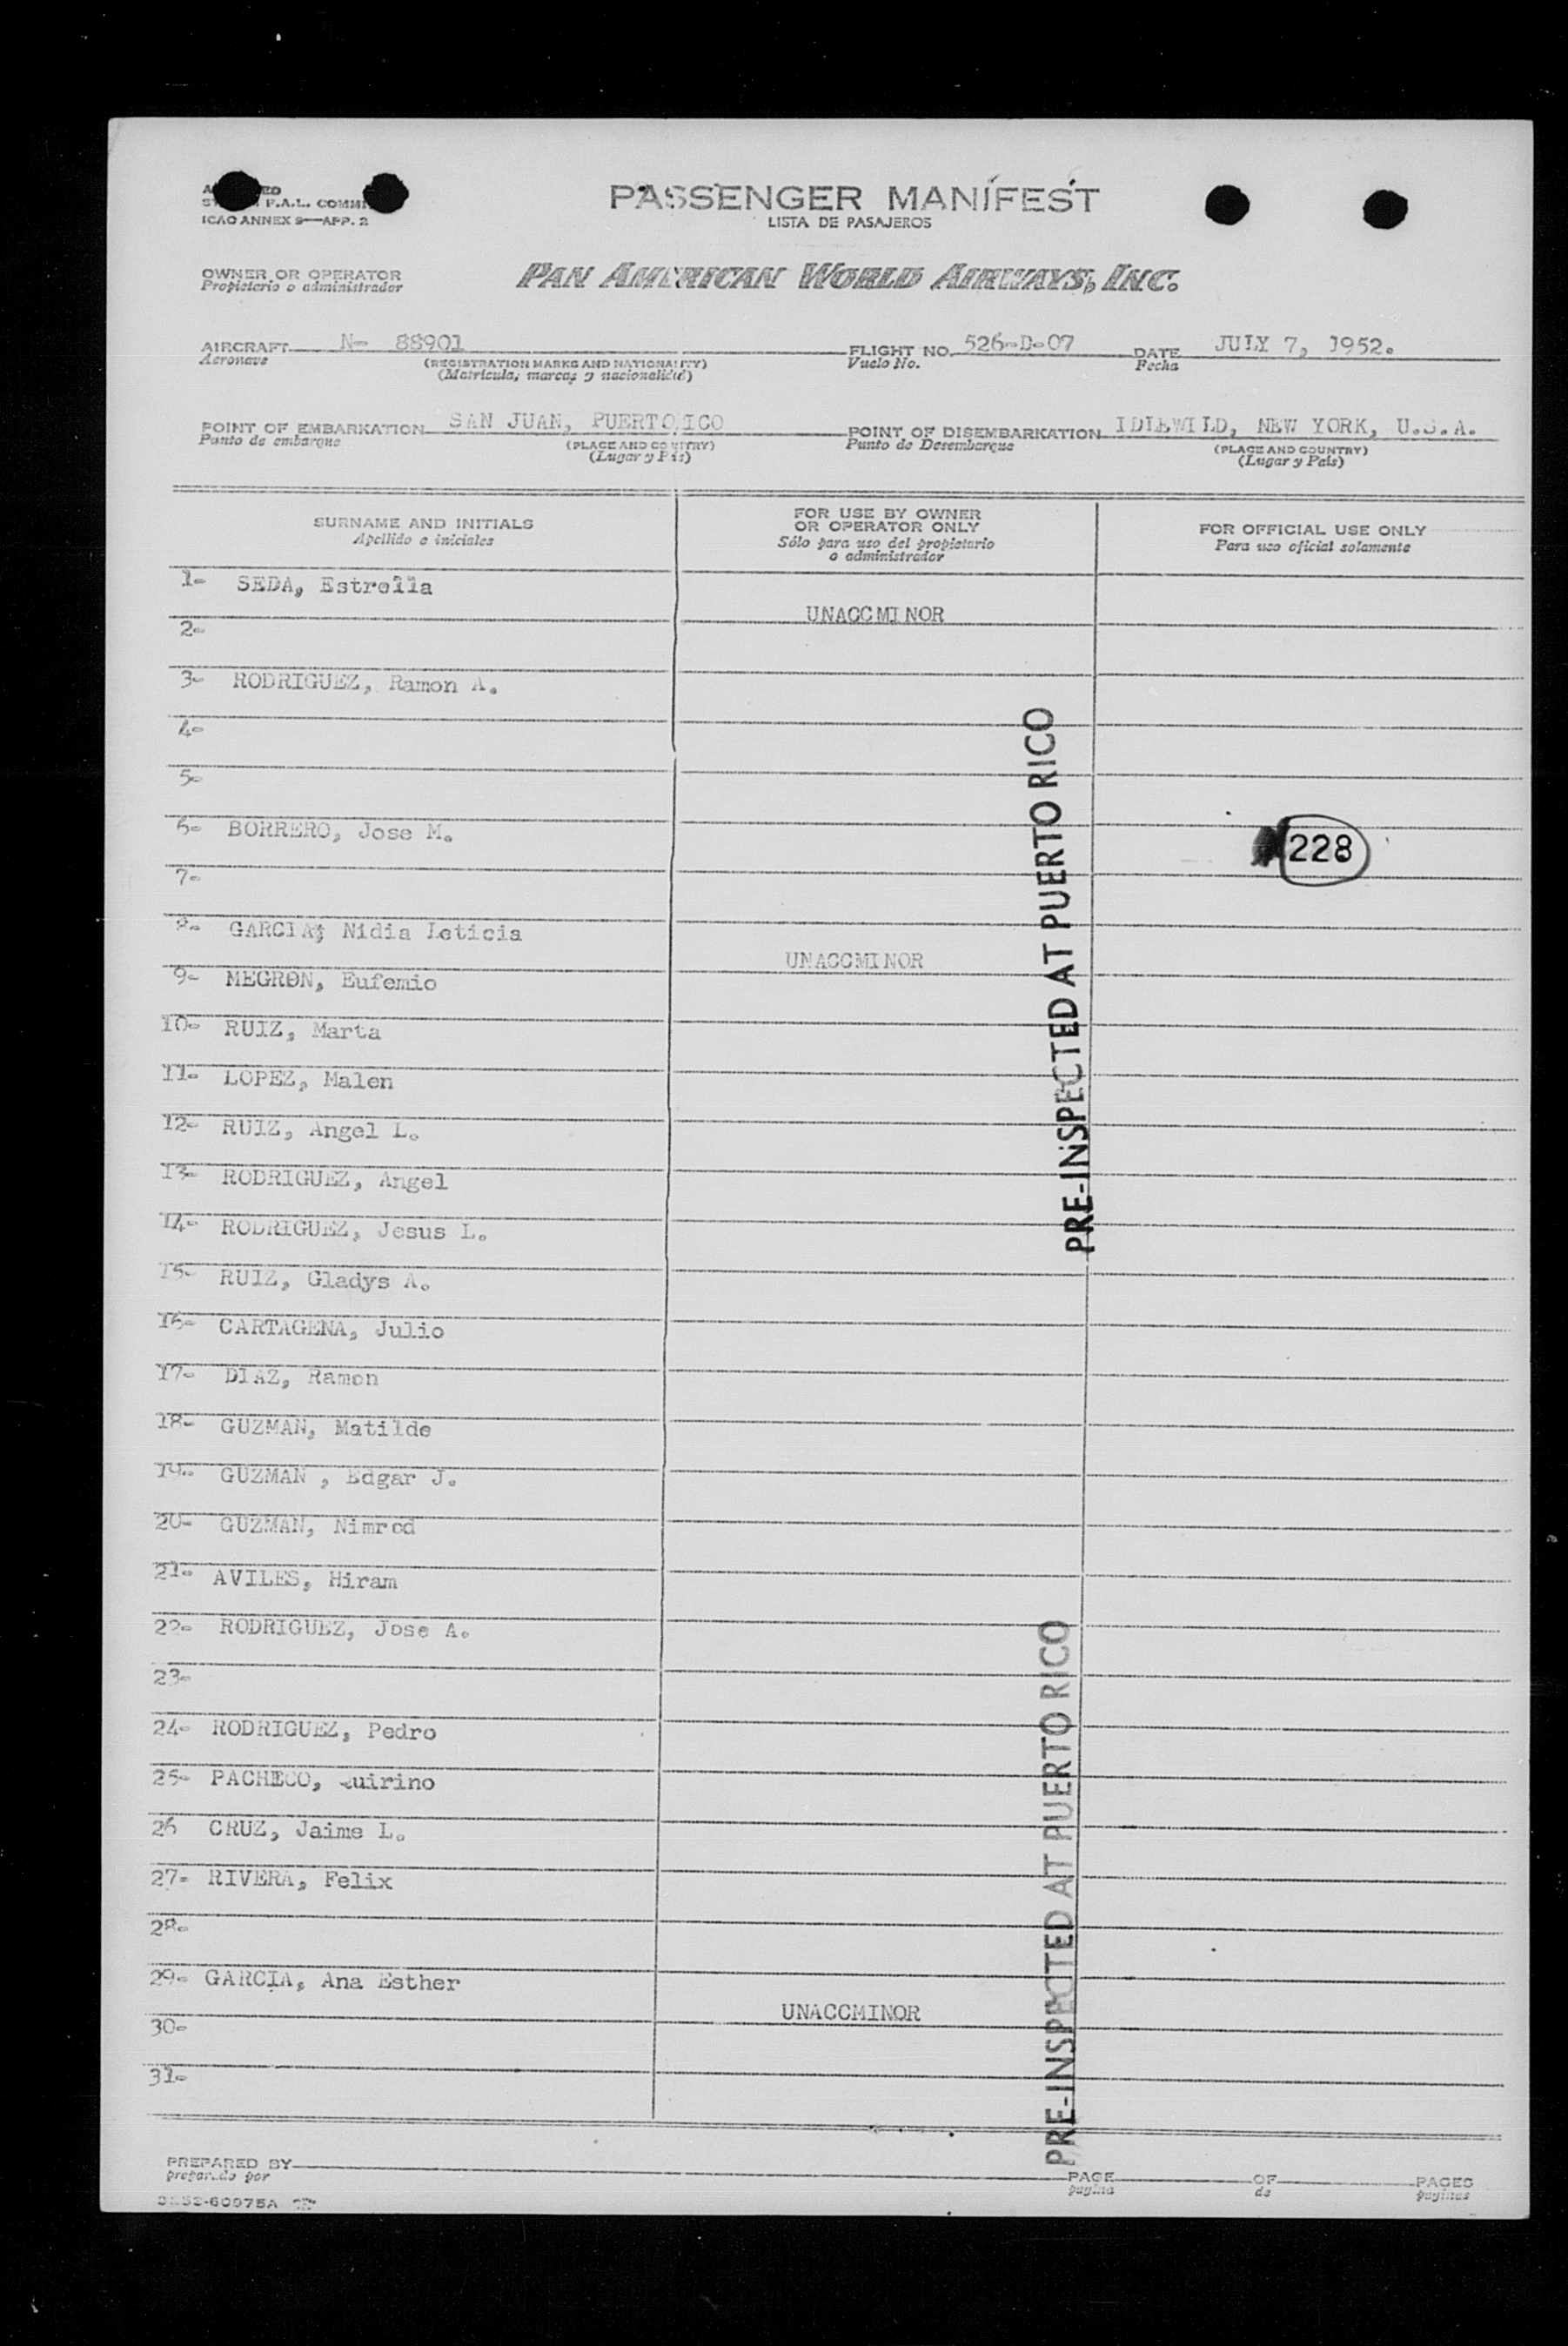 F.A.L. COMMI
ICAO ANNEX 9—APP. 2
PASSENGER MANIFEST
LISTA DE PASAJEROS
OWNER OR OPERATOR
Propietario o administrador
PAN AMERICAN WORLD AIRWAYS, INC.
AIRCRAFT N- 88901 FLIGHT NO. 526-D-07 DATE JULY 7, 1952.
Aeronave (REGISTRATION MARKS AND NATIONALITY) Vuelo No. Fecha
(Matrícula, marcas y nacionalidad)
POINT OF EMBARKATION SAN JUAN, PUERTO ICO POINT OF DISEMBARKATION IDLEWILD, NEW YORK, U.S.A.
Punto de embarque (PLACE AND COUNTRY) Punto de Desembarque (PLACE AND COUNTRY)
(Lugar y País) (Lugar y País)
SURNAME AND INITIALS
Apellido e iniciales
FOR USE BY OWNER
OR OPERATOR ONLY
Sólo para uso del propietario
o administrador
FOR OFFICIAL USE ONLY
Para uso oficial solamente
1- SEDA, Estrella
UNACCMINOR
2-
3- RODRIGUEZ, Ramon A.
4-
5-
6- BORRERO, Jose M.
228
7-
8- GARCIA, Nidia Leticia
UNACCMINOR
9- MEGRON, Eufemio
10- RUIZ, Marta
11- LOPEZ, Malen
12- RUIZ, Angel L.
13- RODRIGUEZ, Angel
14- RODRIGUEZ, Jesus L.
15- RUIZ, Gladys A.
16- CARTAGENA, Julio
17- DIAZ, Ramon
18- GUZMAN, Matilde
19- GUZMAN , Edgar J.
20- GUZMAN, Nimrod
21- AVILES, Hiram
22- RODRIGUEZ, Jose A.
23-
24- RODRIGUEZ, Pedro
25- PACHECO, Quirino
26 CRUZ, Jaime L.
27- RIVERA, Felix
28-
29- GARCIA, Ana Esther
UNACCMINOR
30-
31-
PRE-INSPECTED AT PUERTO RICO
PRE-INSPECTED AT PUERTO RICO
PREPARED BY PAGE OF PAGES
preparado por pagina de paginas